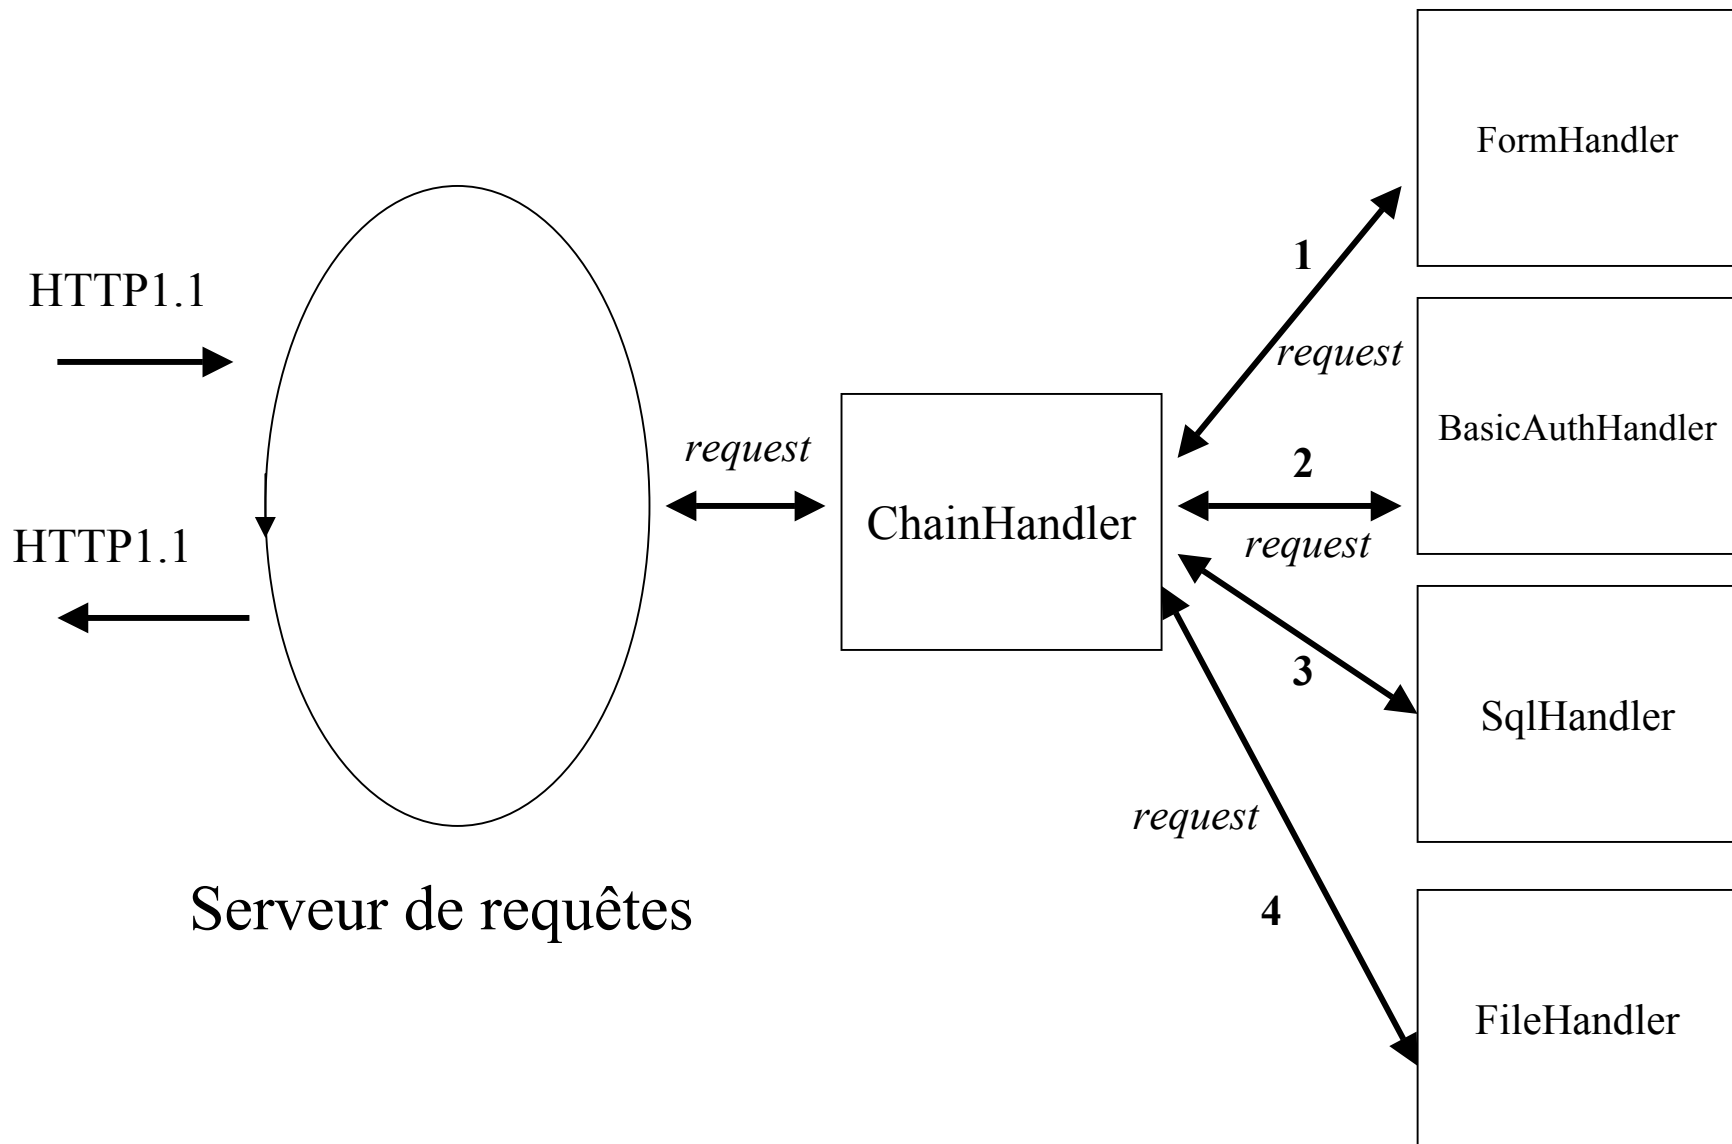 FormHandler
1
HTTP1.1
request
BasicAuthHandler
request
2
ChainHandler
HTTP1.1
request
3
SqlHandler
request
Serveur de requêtes
4
FileHandler